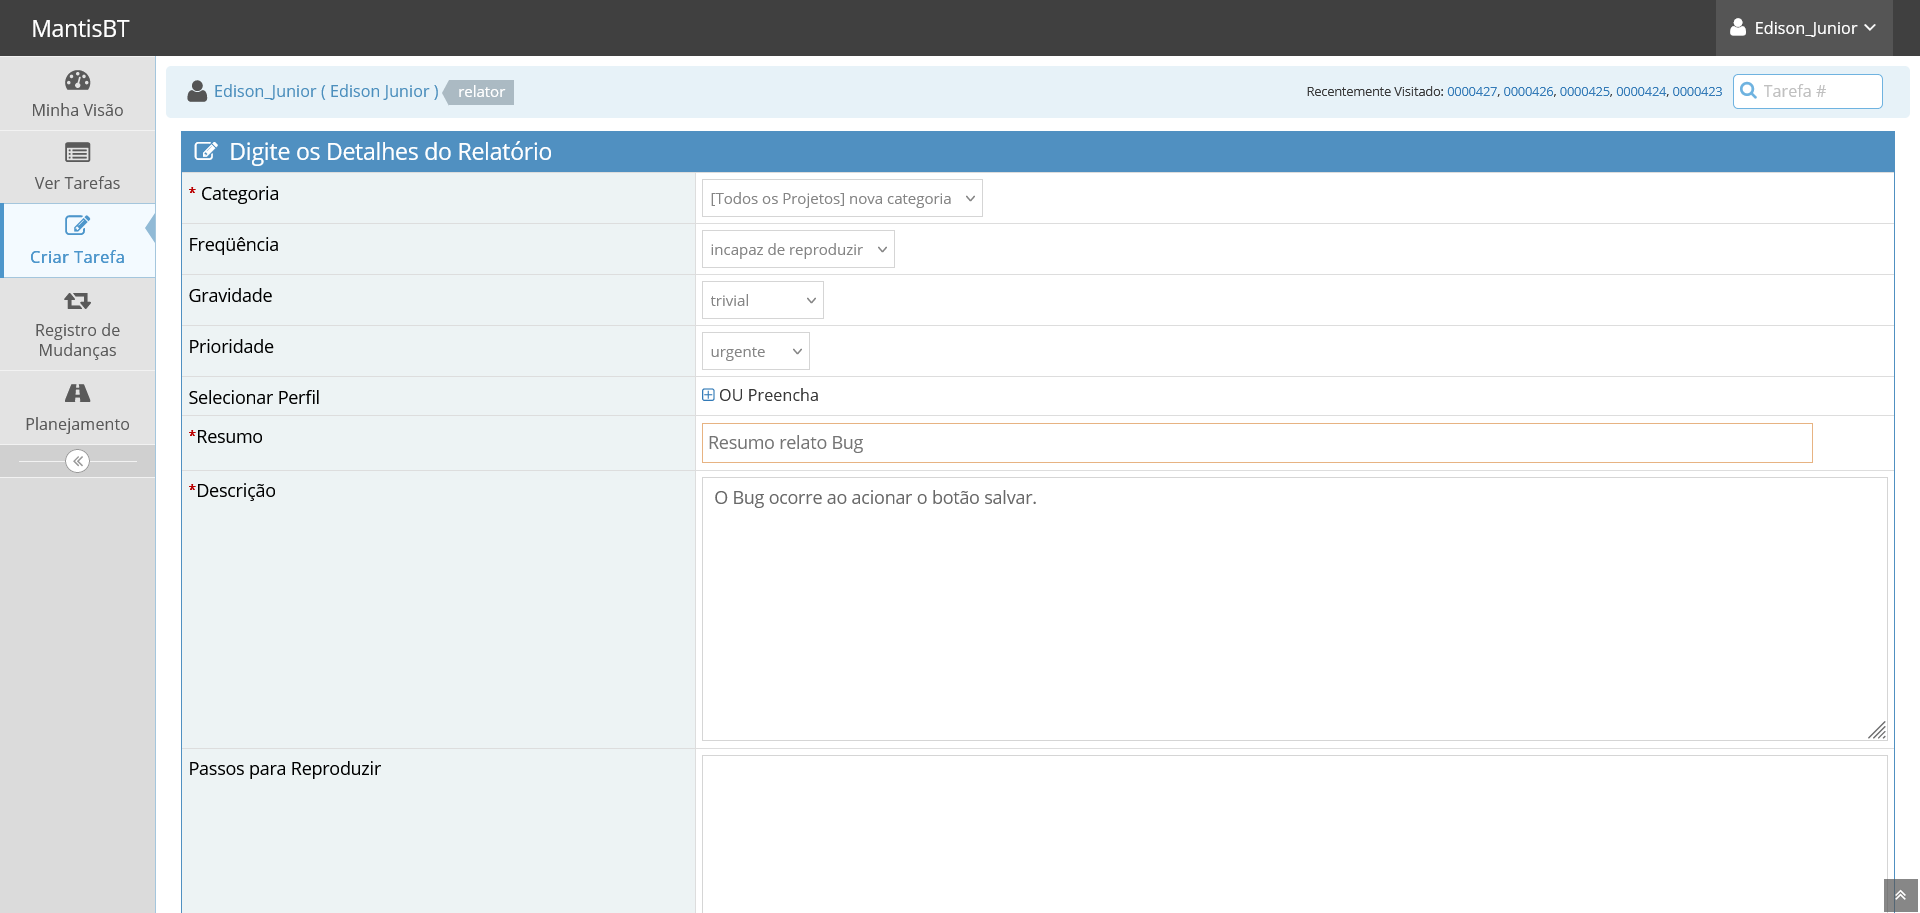 MantisBT
Edison_Junior
Minha Visão
Ver Tarefas
Criar Tarefa
Registro de
Mudanças
Planejamento
Edison_Junior ( Edison Junior ) relator
Recentemente Visitado: 0000427, 0000426, 0000425, 0000424, 0000423
Tarefa #
Digite os Detalhes do Relatório
* Categoria
[Todos os Projetos] nova categoria
Freqüência
incapaz de reproduzir
Gravidade
trivial
Prioridade
urgente
Selecionar Perfil
OU Preencha
*Resumo
Resumo relato Bug
*Descrição
O Bug ocorre ao acionar o botão salvar.
Passos para Reproduzir